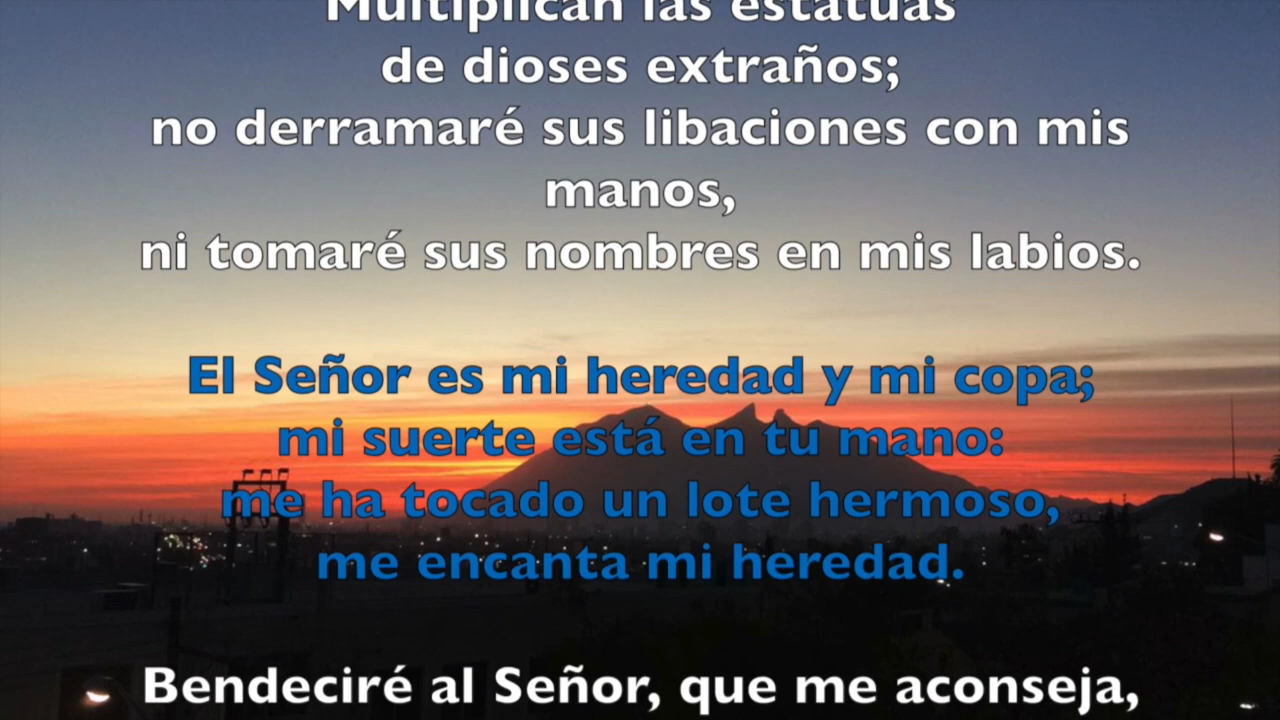 Multiplican las estatuas
de dioses extraños;
no derramaré sus libaciones con mis
manos,
ni tomaré sus nombres en mis labios.
El Señor es mi heredad y mi copa;
mi suerte está en tu mano:
me ha tocado un lote hermoso,
me encanta mi heredad.
Bendeciré al Señor, que me aconseja,